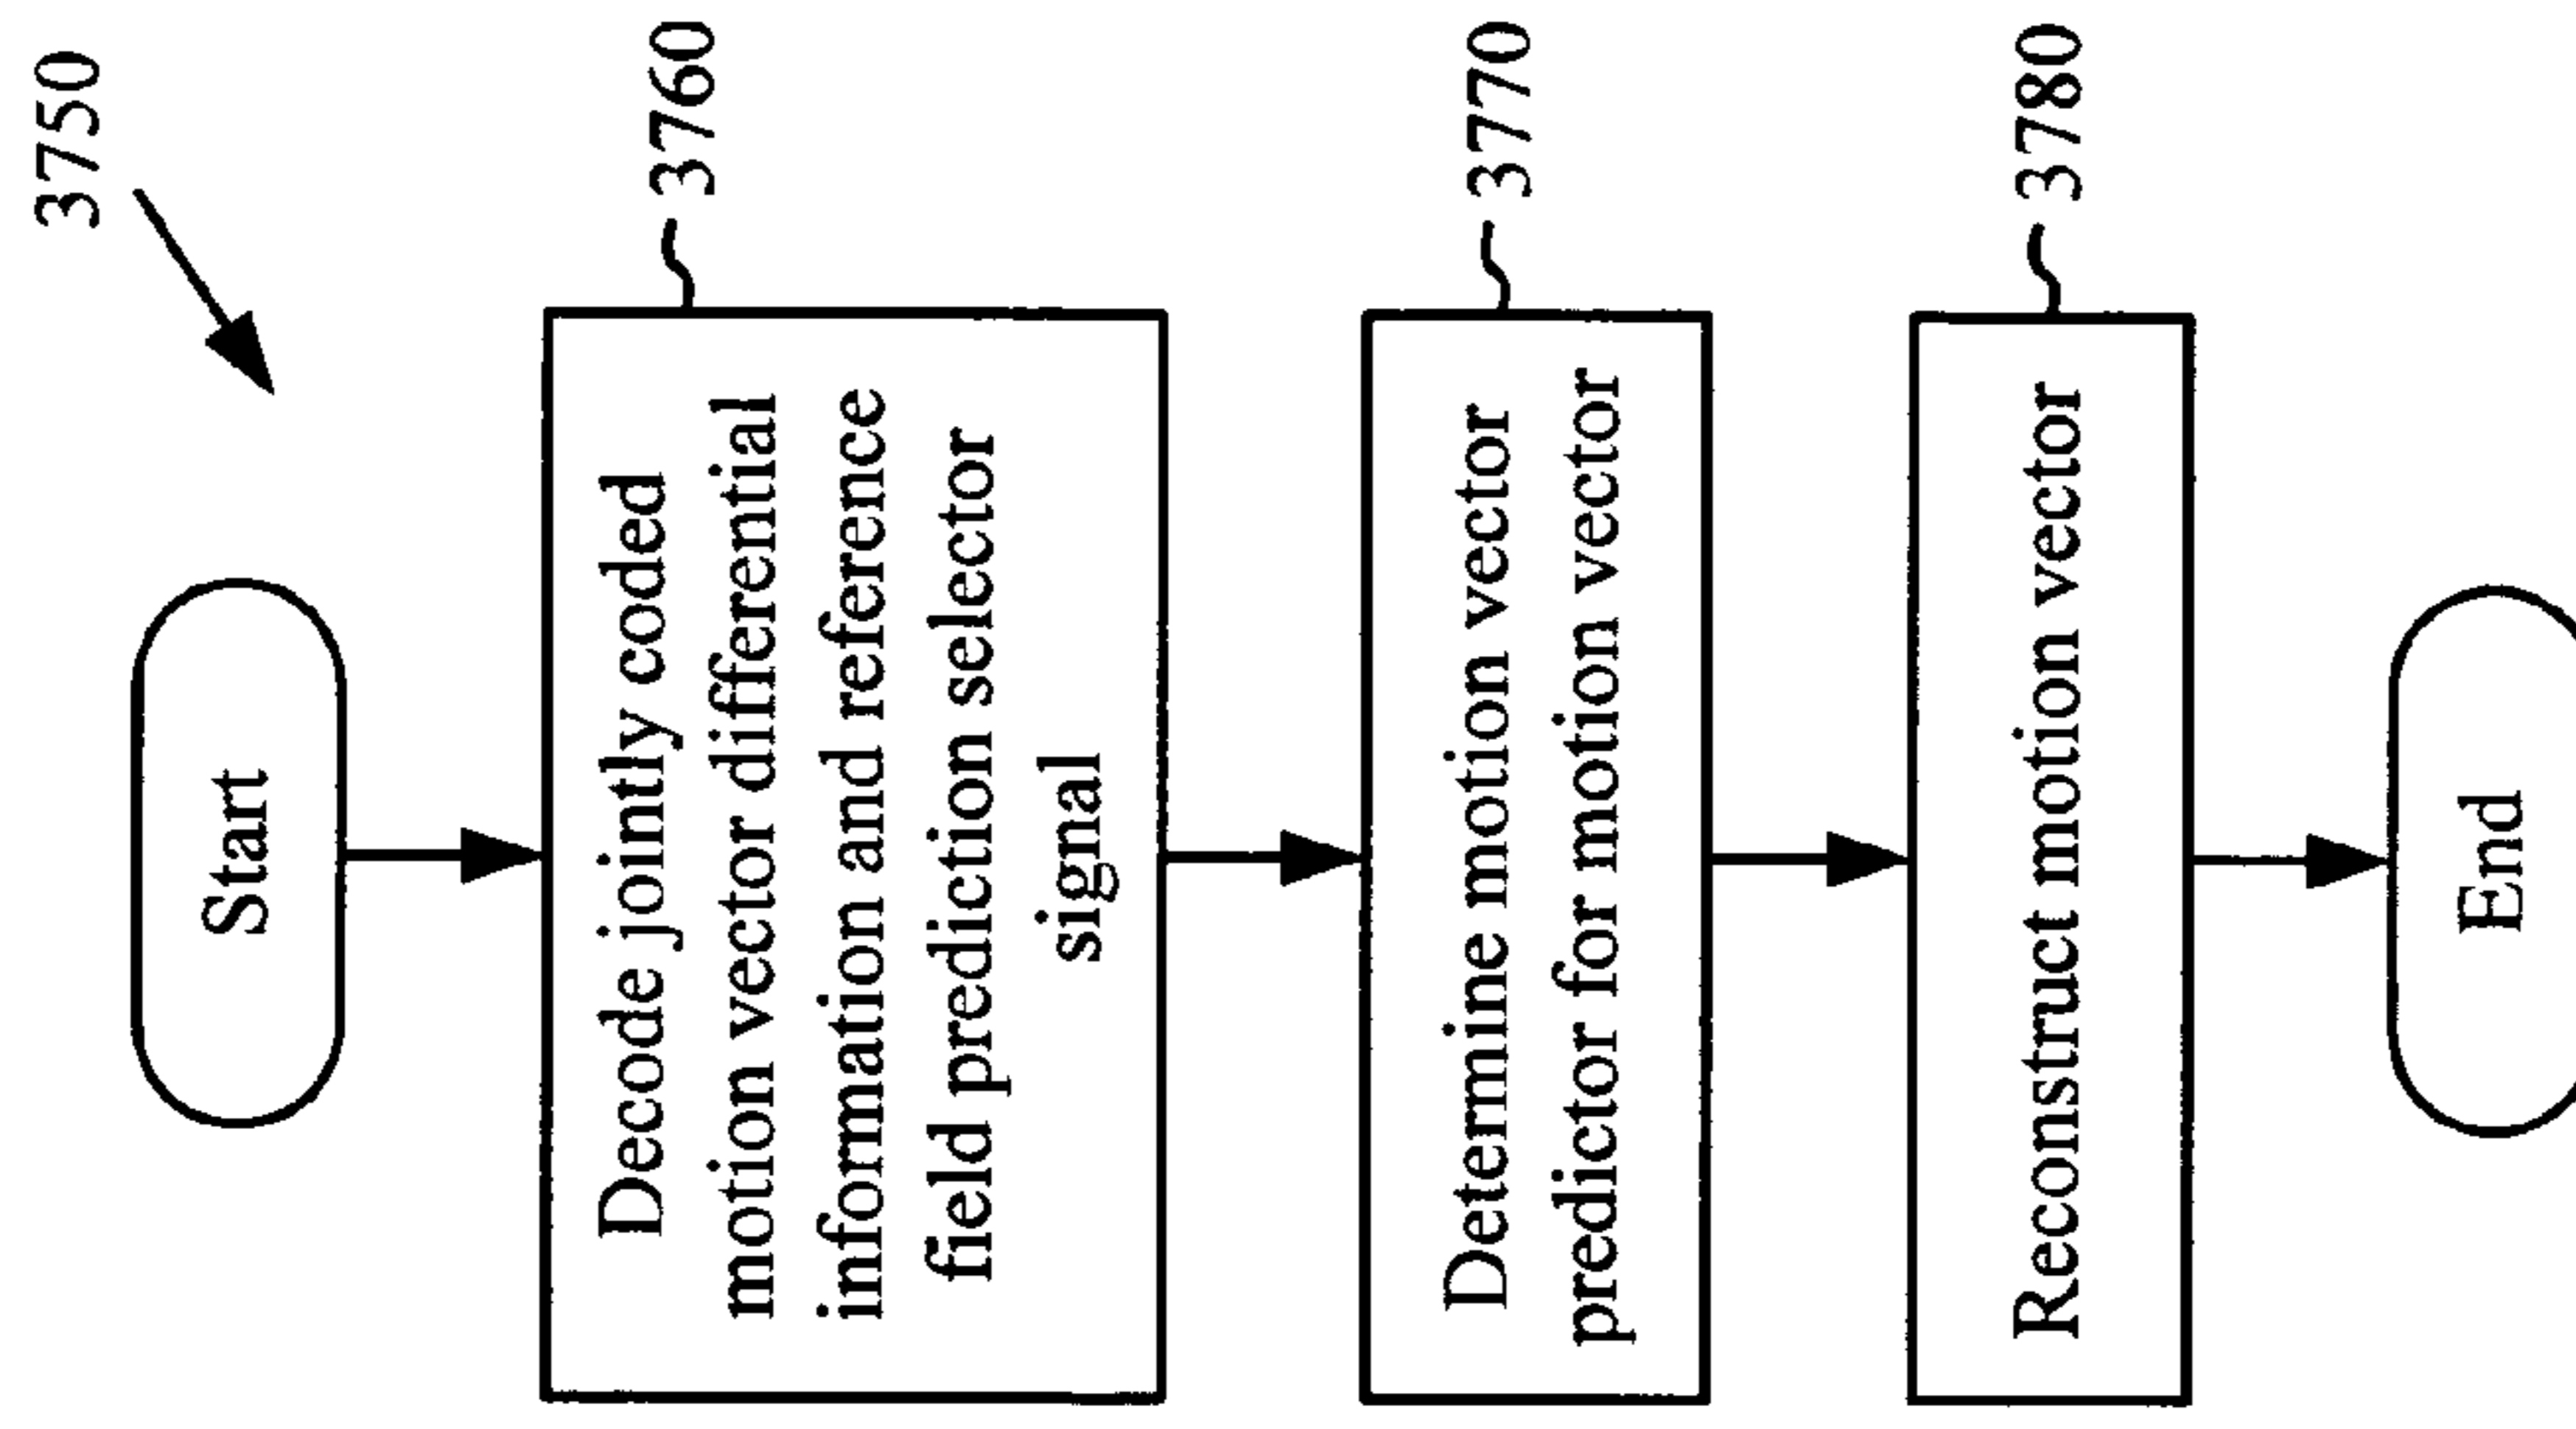 3750
Start
Decode jointly coded
motion vector differential
information and reference
field prediction selector
signal
3760
Determine motion vector
predictor for motion vector
3770
Reconstruct motion vector
3780
End